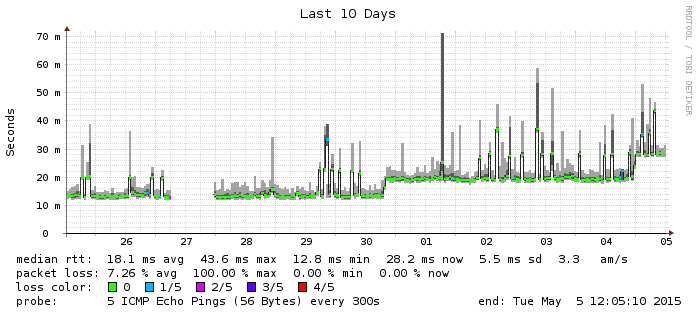 Last 10 Days
RRDTOOL / TOBI OETIKER
Seconds
70 m
60 m
50 m
40 m
30 m
20 m
10 m
0
26 27 28 29 30 01 02 03 04 05
median rtt: 18.1 ms avg 43.6 ms max 12.8 ms min 28.2 ms now 5.5 ms sd 3.3 am/s
packet loss: 7.26 % avg 100.00 % max 0.00 % min 0.00 % now
loss color: 0 1/5 2/5 3/5 4/5
probe: 5 ICMP Echo Pings (56 Bytes) every 300s end: Tue May 5 12:05:10 2015